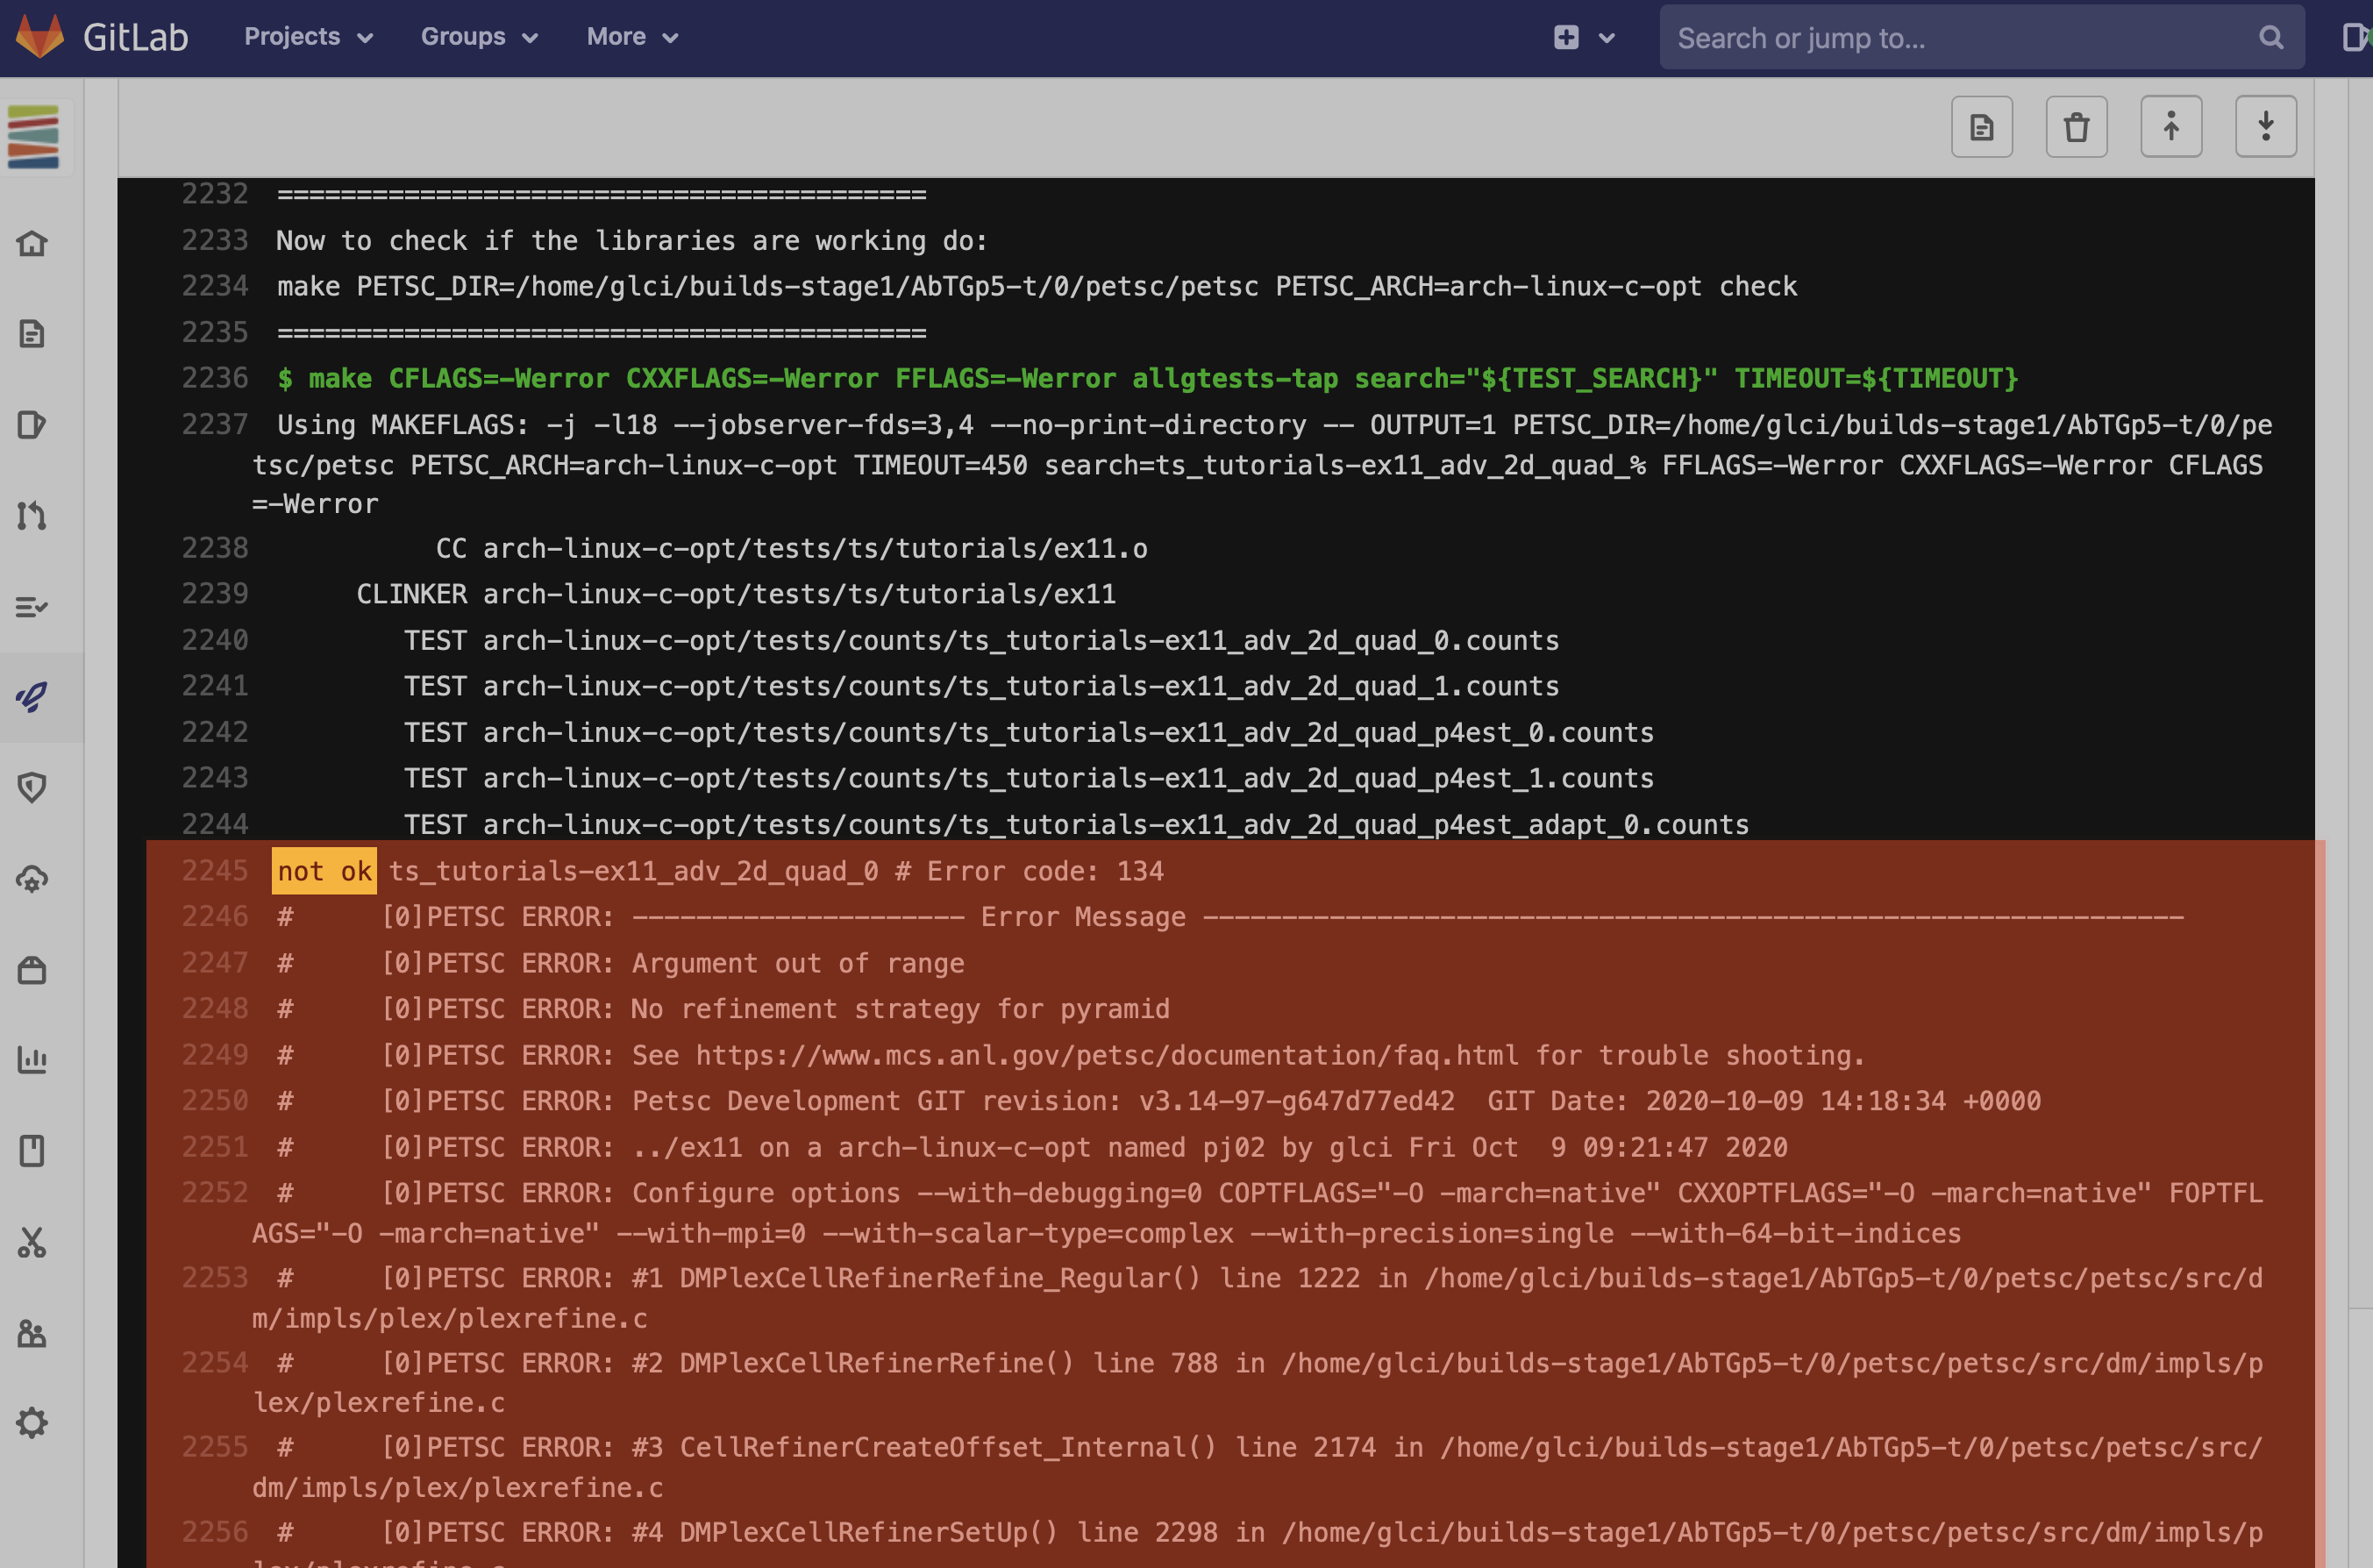 GitLab Projects Groups More Search or jump to...
2232 =========================================
2233 Now to check if the libraries are working do:
2234 make PETSC_DIR=/home/glci/builds-stage1/AbTGp5-t/0/petsc/petsc PETSC_ARCH=arch-linux-c-opt check
2235 =========================================
2236 $ make CFLAGS=-Werror CXXFLAGS=-Werror FFLAGS=-Werror allgtests-tap search="${TEST_SEARCH}" TIMEOUT=${TIMEOUT}
2237 Using MAKEFLAGS: -j -l18 --jobserver-fds=3,4 --no-print-directory -- OUTPUT=1 PETSC_DIR=/home/glci/builds-stage1/AbTGp5-t/0/pe
tsc/petsc PETSC_ARCH=arch-linux-c-opt TIMEOUT=450 search=ts_tutorials-ex11_adv_2d_quad_% FFLAGS=-Werror CXXFLAGS=-Werror CFLAGS
=-Werror
2238 CC arch-linux-c-opt/tests/ts/tutorials/ex11.o
2239 CLINKER arch-linux-c-opt/tests/ts/tutorials/ex11
2240 TEST arch-linux-c-opt/tests/counts/ts_tutorials-ex11_adv_2d_quad_0.counts
2241 TEST arch-linux-c-opt/tests/counts/ts_tutorials-ex11_adv_2d_quad_1.counts
2242 TEST arch-linux-c-opt/tests/counts/ts_tutorials-ex11_adv_2d_quad_p4est_0.counts
2243 TEST arch-linux-c-opt/tests/counts/ts_tutorials-ex11_adv_2d_quad_p4est_1.counts
2244 TEST arch-linux-c-opt/tests/counts/ts_tutorials-ex11_adv_2d_quad_p4est_adapt_0.counts
2245 not ok ts_tutorials-ex11_adv_2d_quad_0 # Error code: 134
2246 # [0]PETSC ERROR: --------------------- Error Message --------------------------------------------------------------
2247 # [0]PETSC ERROR: Argument out of range
2248 # [0]PETSC ERROR: No refinement strategy for pyramid
2249 # [0]PETSC ERROR: See https://www.mcs.anl.gov/petsc/documentation/faq.html for trouble shooting.
2250 # [0]PETSC ERROR: Petsc Development GIT revision: v3.14-97-g647d77ed42 GIT Date: 2020-10-09 14:18:34 +0000
2251 # [0]PETSC ERROR: ../ex11 on a arch-linux-c-opt named pj02 by glci Fri Oct 9 09:21:47 2020
2252 # [0]PETSC ERROR: Configure options --with-debugging=0 COPTFLAGS="-O -march=native" CXXOPTFLAGS="-O -march=native" FOPTFL
AGS="-O -march=native" --with-mpi=0 --with-scalar-type=complex --with-precision=single --with-64-bit-indices
2253 # [0]PETSC ERROR: #1 DMPlexCellRefinerRefine_Regular() line 1222 in /home/glci/builds-stage1/AbTGp5-t/0/petsc/petsc/src/d
m/impls/plex/plexrefine.c
2254 # [0]PETSC ERROR: #2 DMPlexCellRefinerRefine() line 788 in /home/glci/builds-stage1/AbTGp5-t/0/petsc/petsc/src/dm/impls/p
lex/plexrefine.c
2255 # [0]PETSC ERROR: #3 CellRefinerCreateOffset_Internal() line 2174 in /home/glci/builds-stage1/AbTGp5-t/0/petsc/petsc/src/
dm/impls/plex/plexrefine.c
2256 # [0]PETSC ERROR: #4 DMPlexCellRefinerSetUp() line 2298 in /home/glci/builds-stage1/AbTGp5-t/0/petsc/petsc/src/dm/impls/p